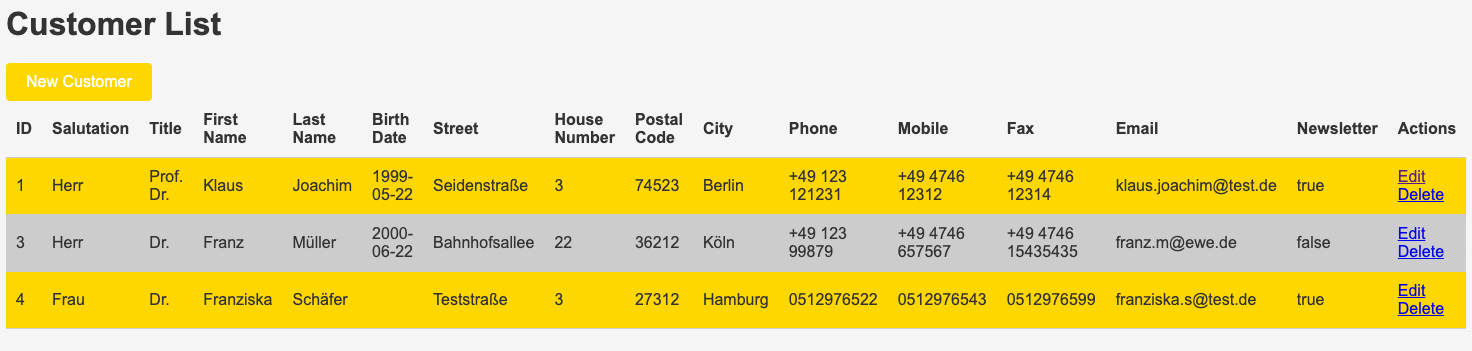 Customer List
New Customer
ID Salutation Title First Name Last Name Birth Date Street House Number Postal Code City Phone Mobile Fax Email Newsletter Actions
1 Herr Prof. Dr. Klaus Joachim 1999-05-22 Seidenstraße 3 74523 Berlin +49 123 121231 +49 4746 12312 +49 4746 12314 klaus.joachim@test.de true Edit Delete
3 Herr Dr. Franz Müller 2000-06-22 Bahnhofsallee 22 36212 Köln +49 123 99879 +49 4746 657567 +49 4746 15435435 franz.m@ewe.de false Edit Delete
4 Frau Dr. Franziska Schäfer Teststraße 3 27312 Hamburg 0512976522 0512976543 0512976599 franziska.s@test.de true Edit Delete